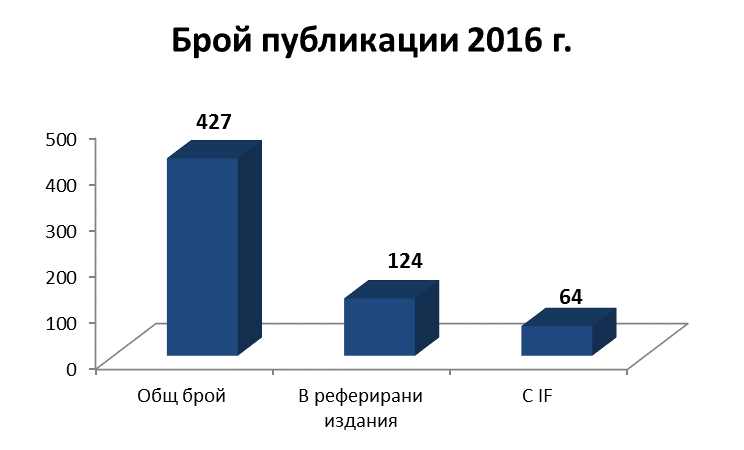 Брой публикации 2016 г.
427
500
400
300
124
200
64
100
0
Общ брой
В реферирани
издания
С IF